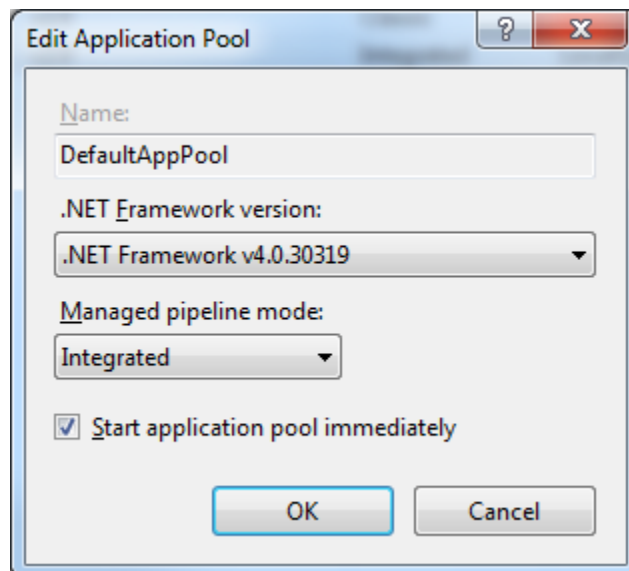 Edit Application Pool
Name:
DefaultAppPool
.NET Framework version:
.NET Framework v4.0.30319
Managed pipeline mode:
Integrated
Start application pool immediately
OK Cancel